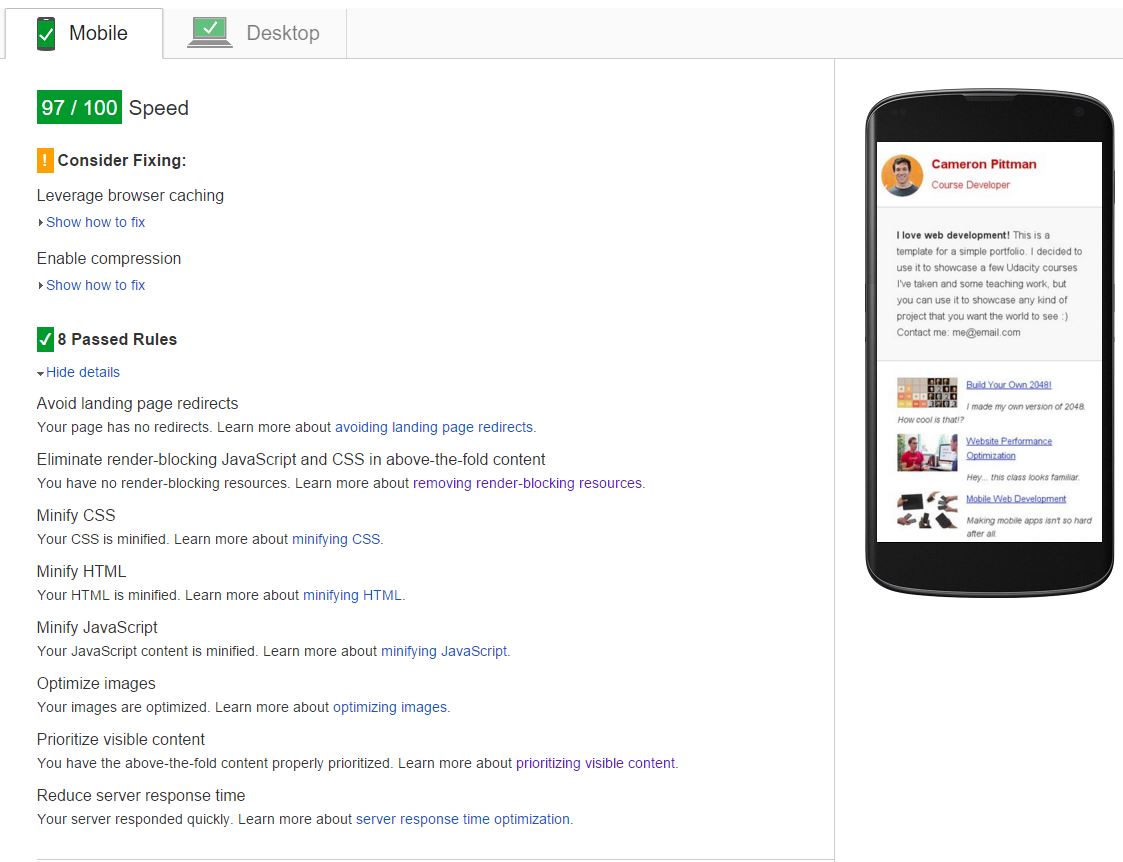 Mobile
Desktop
97 / 100 Speed
! Consider Fixing:
Leverage browser caching
Show how to fix
Enable compression
Show how to fix
8 Passed Rules
Hide details
Avoid landing page redirects
Your page has no redirects. Learn more about avoiding landing page redirects.
Eliminate render-blocking JavaScript and CSS in above-the-fold content
You have no render-blocking resources. Learn more about removing render-blocking resources.
Minify CSS
Your CSS is minified. Learn more about minifying CSS.
Minify HTML
Your HTML is minified. Learn more about minifying HTML.
Minify JavaScript
Your JavaScript content is minified. Learn more about minifying JavaScript.
Optimize images
Your images are optimized. Learn more about optimizing images.
Prioritize visible content
You have the above-the-fold content properly prioritized. Learn more about prioritizing visible content.
Reduce server response time
Your server responded quickly. Learn more about server response time optimization.
Cameron Pittman
Course Developer
I love web development! This is a
template for a simple portfolio. I decided to
use it to showcase a few Udacity courses
I've taken and some teaching work, but
you can use it to showcase any kind of
project that you want the world to see :)
Contact me: me@email.com
Build Your Own 2048!
I made my own version of 2048.
How cool is that!?
Website Performance
Optimization
Hey... this class looks familiar.
Mobile Web Development
Making mobile apps isn't so hard
after all.